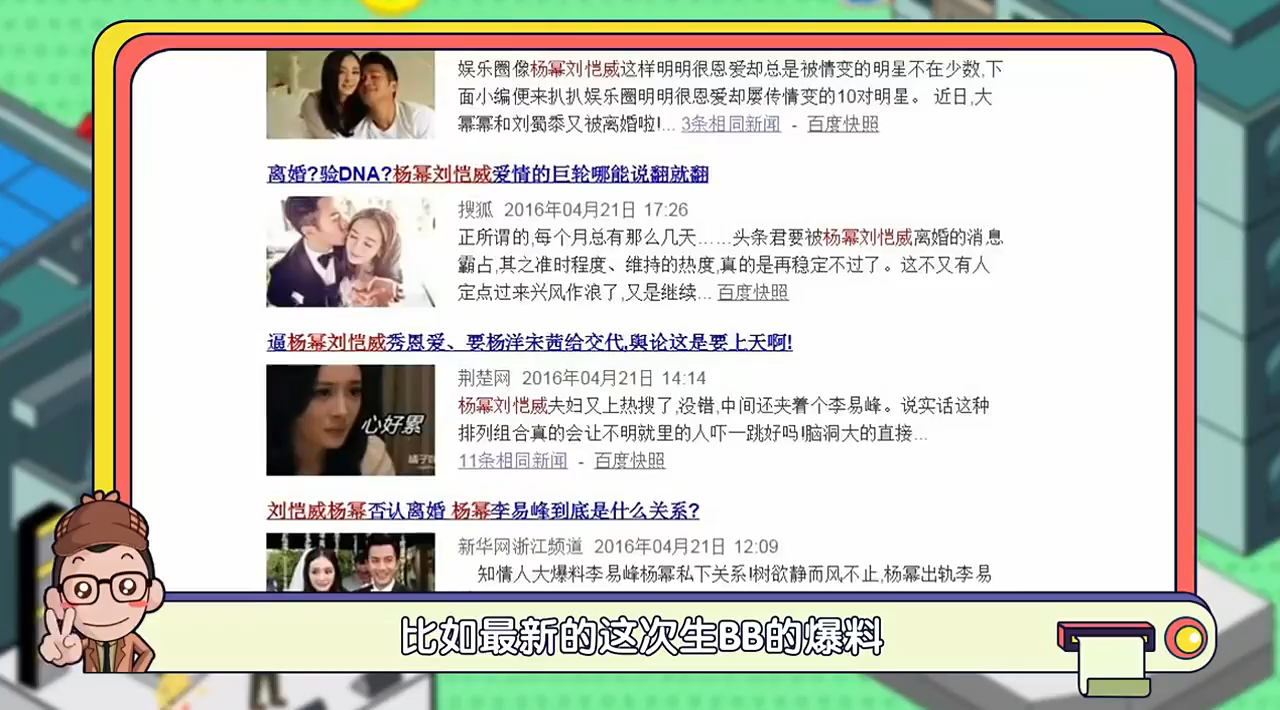 娱乐圈像杨幂刘恺威这样明明很恩爱却总是被情变的明星不在少数,下
面小编便来扒扒娱乐圈明明很恩爱却屡传情变的10对明星。 近日,大
幂幂和刘蜀黍又被离婚啦!... 3条相同新闻 - 百度快照
离婚?验DNA?杨幂刘恺威爱情的巨轮哪能说翻就翻
搜狐 2016年04月21日 17:26
正所谓的,每个月总有那么几天……头条君要被杨幂刘恺威离婚的消息
霸占,其之准时程度、维持的热度,真的是再稳定不过了。这不又有人
定点过来兴风作浪了,又是继续... 百度快照
逼杨幂刘恺威秀恩爱、要杨洋宋茜给交代,舆论这是要上天啊!
荆楚网 2016年04月21日 14:14
杨幂刘恺威夫妇又上热搜了,没错,中间还夹着个李易峰。说实话这种
排列组合真的会让不明就里的人吓一跳好吗!脑洞大的直接...
心好累
11条相同新闻 - 百度快照
刘恺威杨幂否认离婚 杨幂李易峰到底是什么关系?
新华网浙江频道 2016年04月21日 12:09
知情人大爆料李易峰杨幂私下关系!树欲静而风不止,杨幂出轨李易
比如最新的这次生BB的爆料